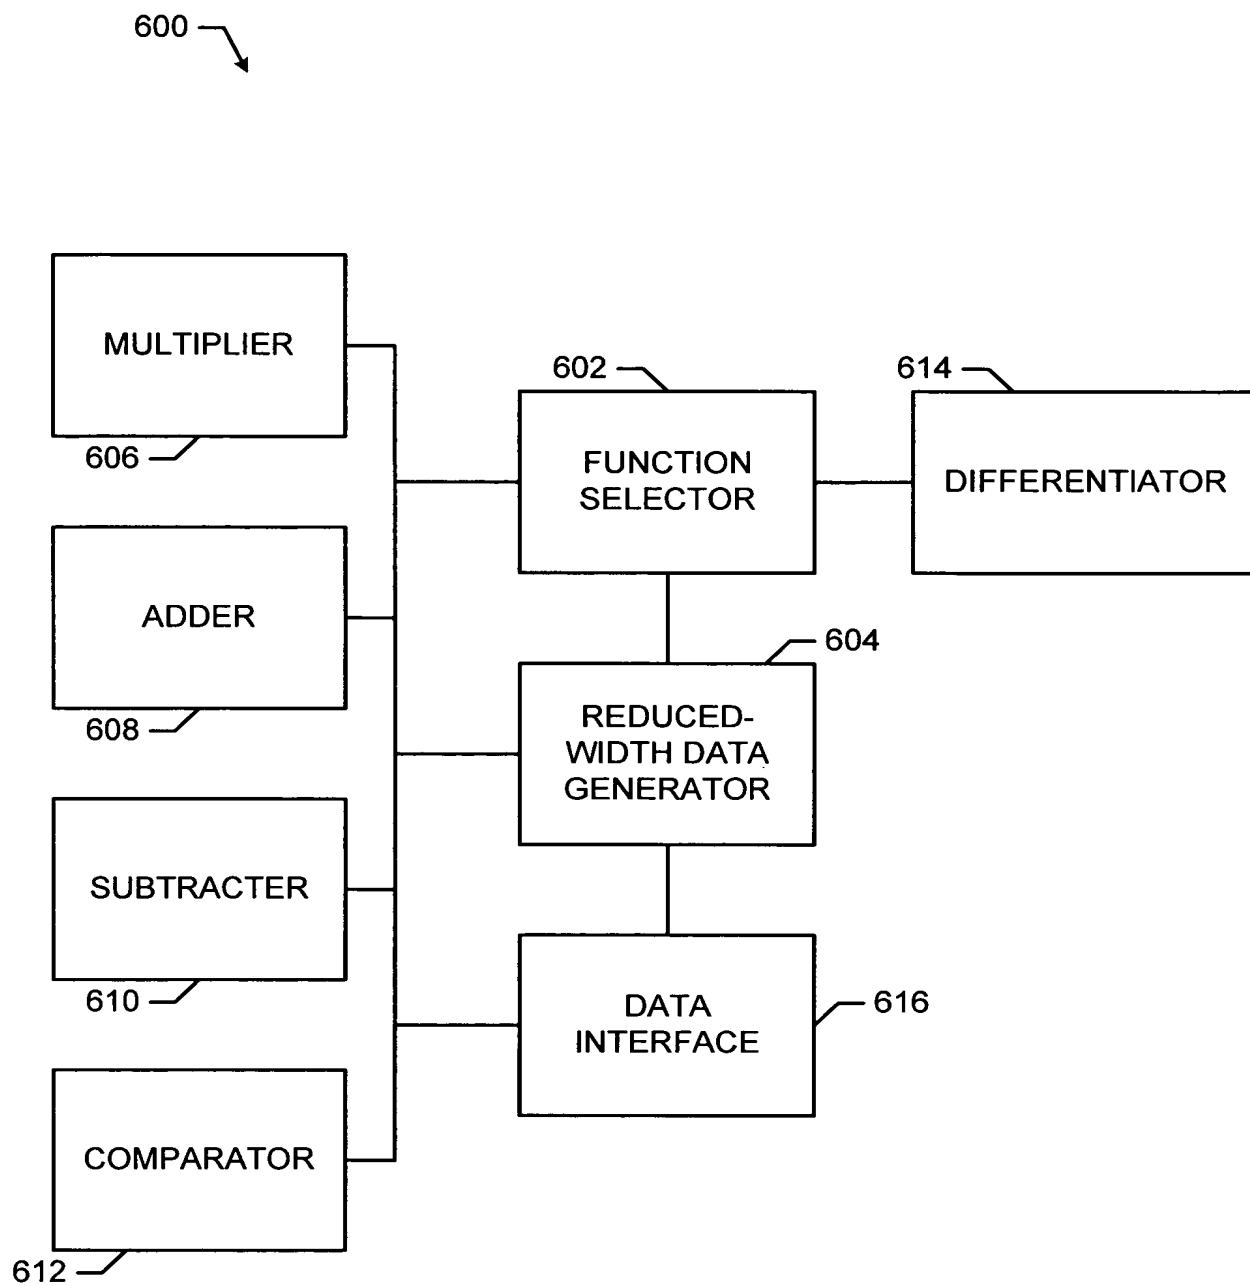 600
MULTIPLIER
606
602
614
FUNCTION
SELECTOR
DIFFERENTIATOR
ADDER
608
604
REDUCED-
WIDTH DATA
GENERATOR
SUBTRACTER
610
616
DATA
INTERFACE
COMPARATOR
612